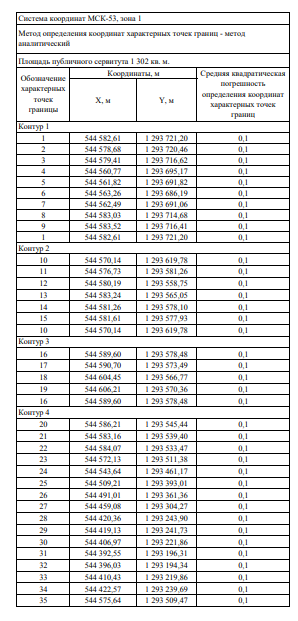 Система координат МСК-53, зона 1
Метод определения координат характерных точек границ - метод
аналитический
Площадь публичного сервитута 1 302 кв. м.
Обозначение характерных точек границы Координаты, м Средняя квадратическая погрешность определения координат характерных точек границ
X, м Y, м
Контур 1
1 544 582,61 1 293 721,20 0,1
2 544 578,68 1 293 720,46 0,1
3 544 579,41 1 293 716,62 0,1
4 544 560,77 1 293 695,17 0,1
5 544 561,82 1 293 691,82 0,1
6 544 563,26 1 293 686,19 0,1
7 544 562,49 1 293 691,06 0,1
8 544 583,03 1 293 714,68 0,1
9 544 583,52 1 293 716,41 0,1
1 544 582,61 1 293 721,20 0,1
Контур 2
10 544 570,14 1 293 619,78 0,1
11 544 576,73 1 293 581,26 0,1
12 544 580,19 1 293 558,75 0,1
13 544 583,24 1 293 565,05 0,1
14 544 581,26 1 293 578,10 0,1
15 544 581,61 1 293 577,93 0,1
10 544 570,14 1 293 619,78 0,1
Контур 3
16 544 589,60 1 293 578,48 0,1
17 544 590,70 1 293 573,49 0,1
18 544 604,45 1 293 566,77 0,1
19 544 606,21 1 293 570,36 0,1
16 544 589,60 1 293 578,48 0,1
Контур 4
20 544 586,21 1 293 545,44 0,1
21 544 583,16 1 293 539,40 0,1
22 544 584,07 1 293 533,47 0,1
23 544 572,13 1 293 511,38 0,1
24 544 543,64 1 293 461,17 0,1
25 544 509,21 1 293 393,01 0,1
26 544 491,01 1 293 361,36 0,1
27 544 459,08 1 293 304,27 0,1
28 544 420,36 1 293 243,90 0,1
29 544 419,13 1 293 241,73 0,1
30 544 406,97 1 293 221,86 0,1
31 544 392,55 1 293 196,31 0,1
32 544 396,03 1 293 194,34 0,1
33 544 410,43 1 293 219,86 0,1
34 544 422,57 1 293 239,69 0,1
35 544 575,64 1 293 509,47 0,1